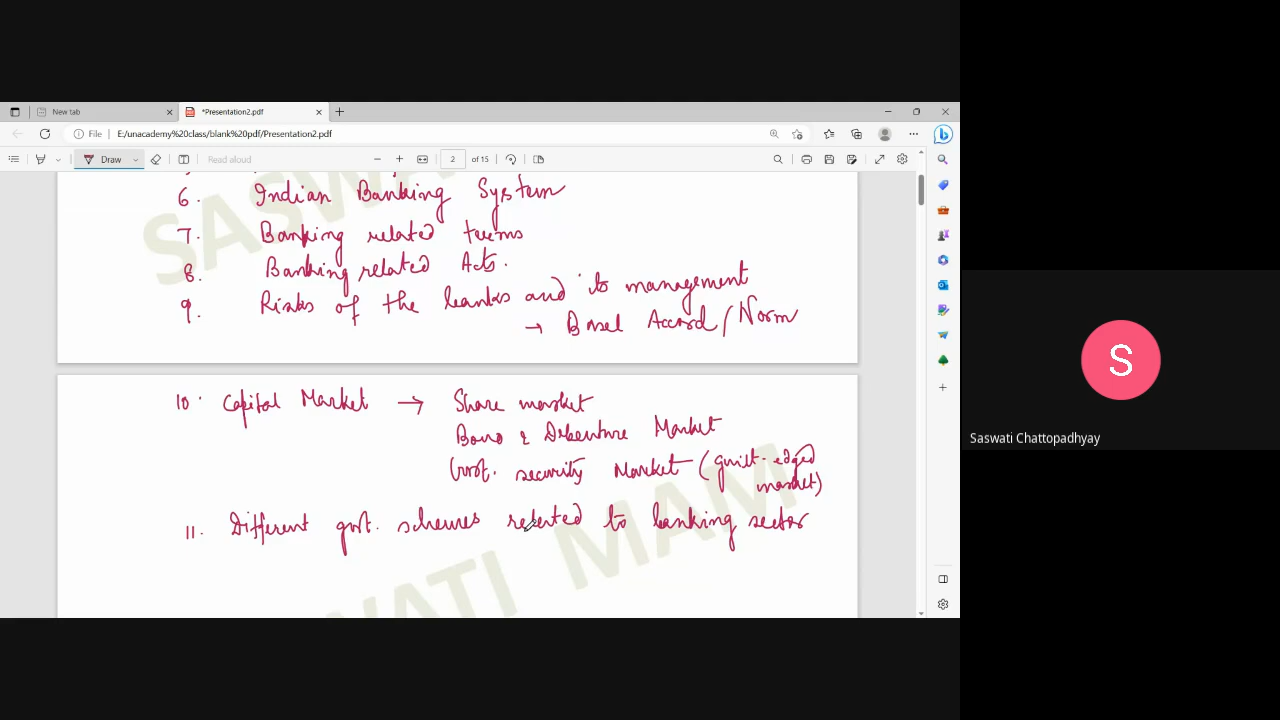 New tab
*Presentation2.pdf
File
E:/unacademy%20class/blank%20pdf/Presentation2.pdf
Draw
Read aloud
2
of 15
SASWA
6. Indian Banking System
7. Banking related terms
8. Banking related Acts.
9. Risks of the banks and its management
→ Basel Accord / Norm
10. Capital Market → Share market
Bond & Debenture Market
Govt. security Market (guilt-edged
market)
11. Different govt. schemes related to banking sector
WATI MAM
S
Saswati Chattopadhyay